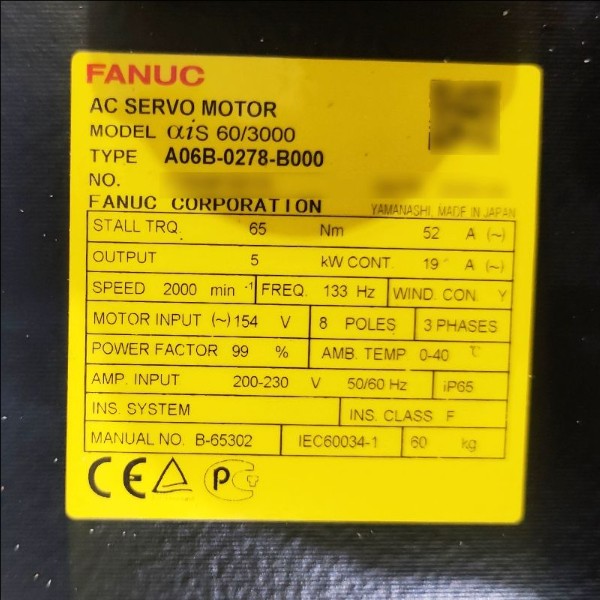 FANUC
AC SERVO MOTOR
MODEL αiS 60/3000
TYPE A06B-0278-B000
NO.
FANUC CORPORATION YAMANASHI, MADE IN JAPAN
STALL TRQ. 65 Nm 52 A (~)
OUTPUT 5 kW CONT. 19 A (~)
SPEED 2000 min -1 FREQ. 133 Hz WIND. CON. Y
MOTOR INPUT (~) 154 V 8 POLES 3 PHASES
POWER FACTOR 99 % AMB. TEMP 0-40 ℃
AMP. INPUT 200-230 V 50/60 Hz iP65
INS. SYSTEM INS. CLASS F
MANUAL NO. B-65302 IEC60034-1 60 kg
CE PC